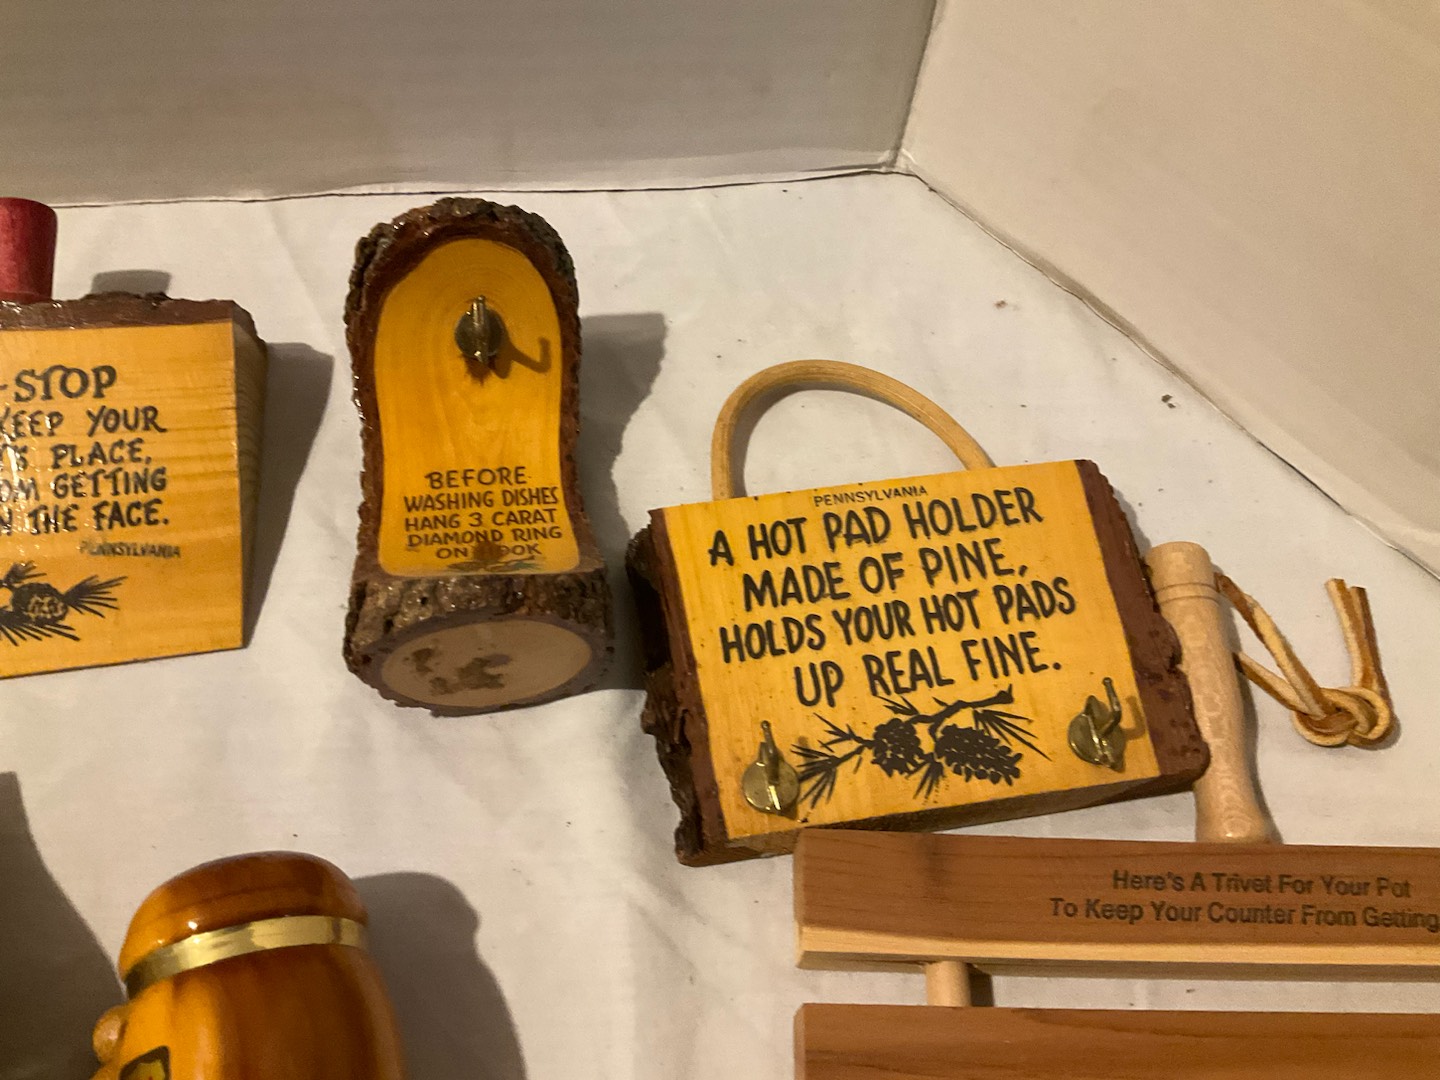 -STOP
KEEP YOUR
PLACE,
GETTING
THE FACE.
PENNSYLVANIA
BEFORE
WASHING DISHES
HANG 3 CARAT
DIAMOND RING
ON
PENNSYLVANIA
A HOT PAD HOLDER
MADE OF PINE,
HOLDS YOUR HOT PADS
UP REAL FINE.
Here's A Trivet For Your Pot
To Keep Your Counter From Getting